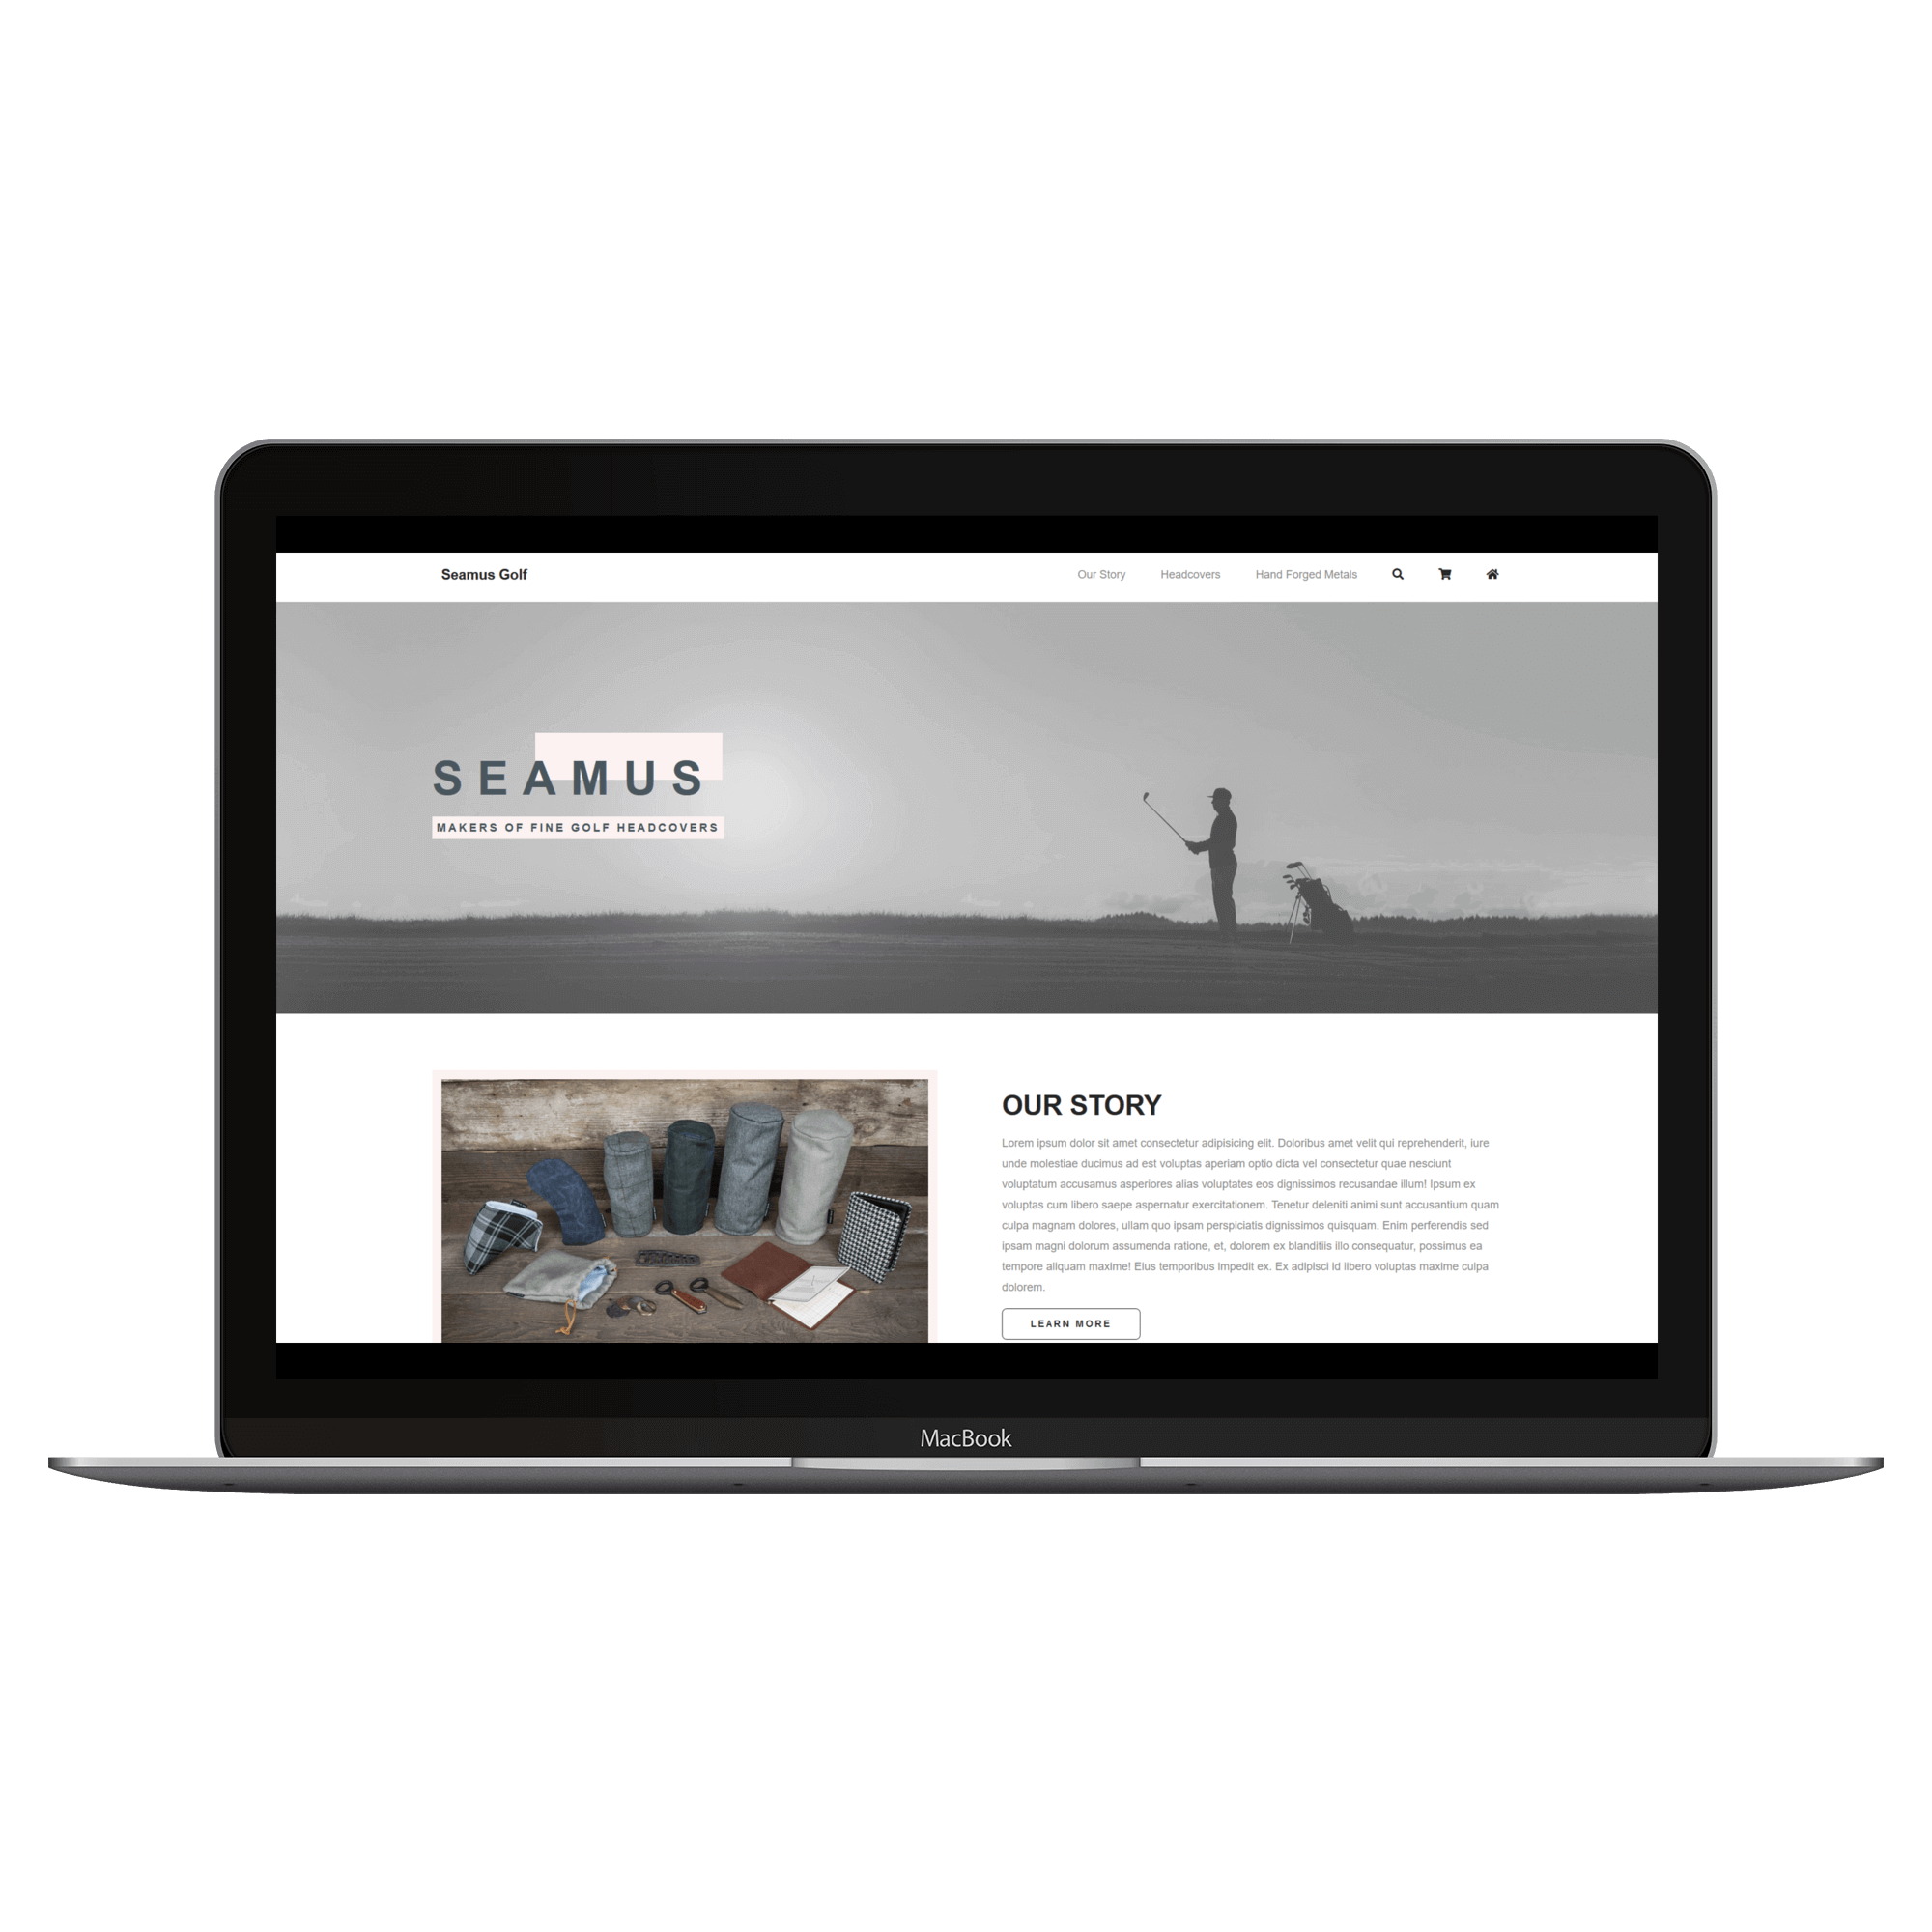 Seamus Golf
Our Story Headcovers Hand Forged Metals
SEAMUS
MAKERS OF FINE GOLF HEADCOVERS
OUR STORY
Lorem ipsum dolor sit amet consectetur adipisicing elit. Doloribus amet velit qui reprehenderit, iure
unde molestiae ducimus ad est voluptas aperiam optio dicta vel consectetur quae nesciunt
voluptatum accusamus asperiores alias voluptates eos dignissimos recusandae illum! Ipsum ex
voluptas cum libero saepe aspernatur exercitationem. Tenetur deleniti animi sunt accusantium quam
culpa magnam dolores, ullam quo ipsam perspiciatis dignissimos quisquam. Enim perferendis sed
ipsam magni dolorum assumenda ratione, et, dolorem ex blanditiis illo consequatur, possimus ea
tempore aliquam maxime! Eius temporibus impedit ex. Ex adipisci id libero voluptas maxime culpa
dolorem.
LEARN MORE
MacBook